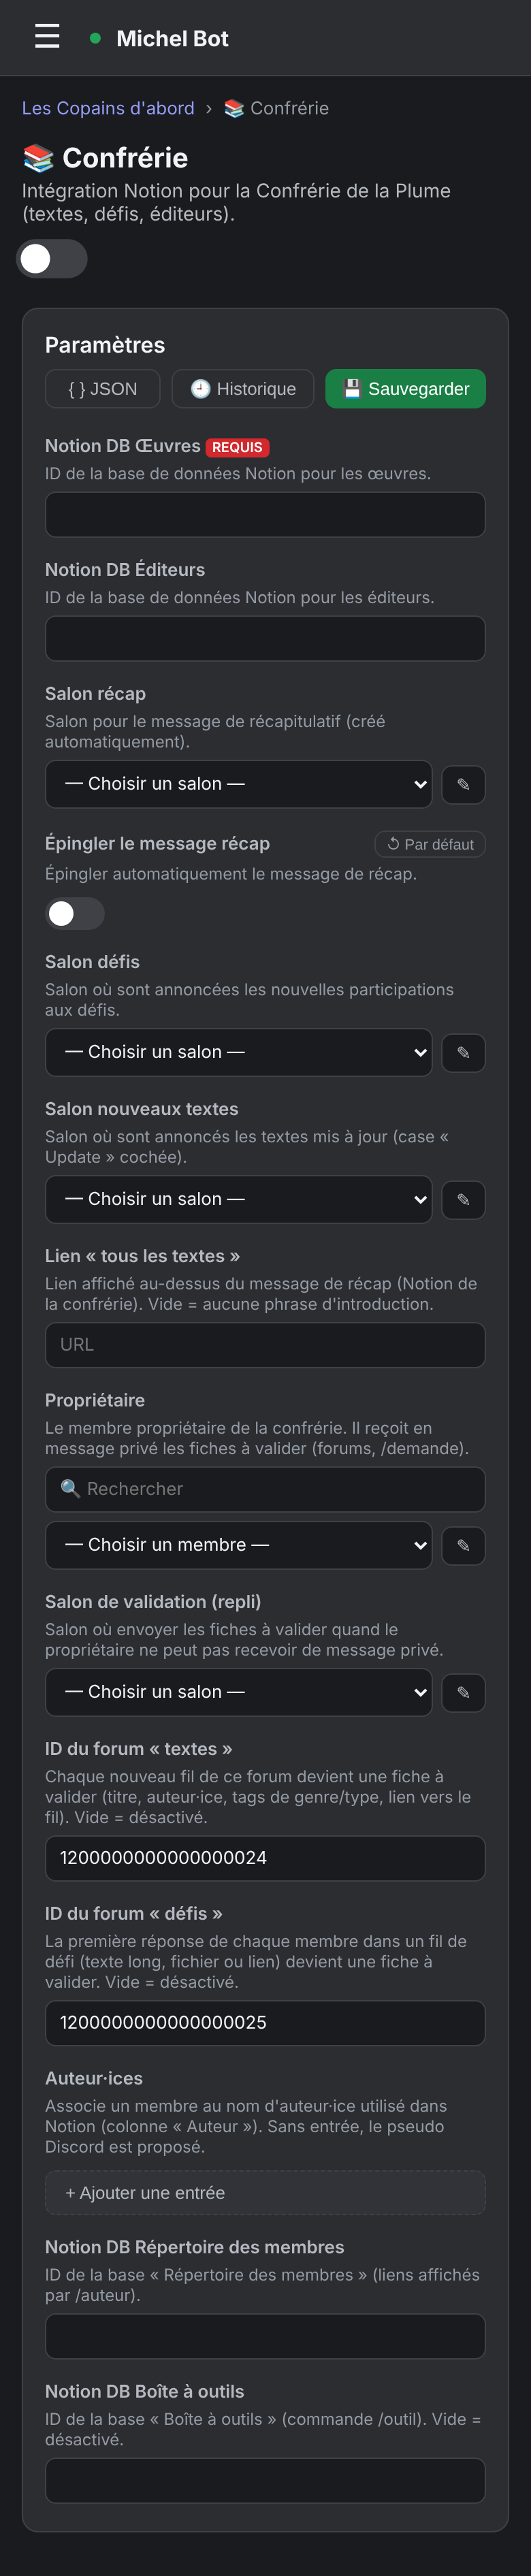 ☰ Michel Bot
Les Copains d'abord › 📚 Confrérie
📚 Confrérie
Intégration Notion pour la Confrérie de la Plume
(textes, défis, éditeurs).
Paramètres
{ } JSON 🕘 Historique 💾 Sauvegarder
Notion DB Œuvres REQUIS
ID de la base de données Notion pour les œuvres.
Notion DB Éditeurs
ID de la base de données Notion pour les éditeurs.
Salon récap
Salon pour le message de récapitulatif (créé
automatiquement).
— Choisir un salon — ✎
Épingler le message récap ↺ Par défaut
Épingler automatiquement le message de récap.
Salon défis
Salon où sont annoncées les nouvelles participations
aux défis.
— Choisir un salon — ✎
Salon nouveaux textes
Salon où sont annoncés les textes mis à jour (case «
Update » cochée).
— Choisir un salon — ✎
Lien « tous les textes »
Lien affiché au-dessus du message de récap (Notion de
la confrérie). Vide = aucune phrase d'introduction.
URL
Propriétaire
Le membre propriétaire de la confrérie. Il reçoit en
message privé les fiches à valider (forums, /demande).
🔍 Rechercher
— Choisir un membre — ✎
Salon de validation (repli)
Salon où envoyer les fiches à valider quand le
propriétaire ne peut pas recevoir de message privé.
— Choisir un salon — ✎
ID du forum « textes »
Chaque nouveau fil de ce forum devient une fiche à
valider (titre, auteur·ice, tags de genre/type, lien vers le
fil). Vide = désactivé.
1200000000000000024
ID du forum « défis »
La première réponse de chaque membre dans un fil de
défi (texte long, fichier ou lien) devient une fiche à
valider. Vide = désactivé.
1200000000000000025
Auteur·ices
Associe un membre au nom d'auteur·ice utilisé dans
Notion (colonne « Auteur »). Sans entrée, le pseudo
Discord est proposé.
+ Ajouter une entrée
Notion DB Répertoire des membres
ID de la base « Répertoire des membres » (liens affichés
par /auteur).
Notion DB Boîte à outils
ID de la base « Boîte à outils » (commande /outil). Vide =
désactivé.